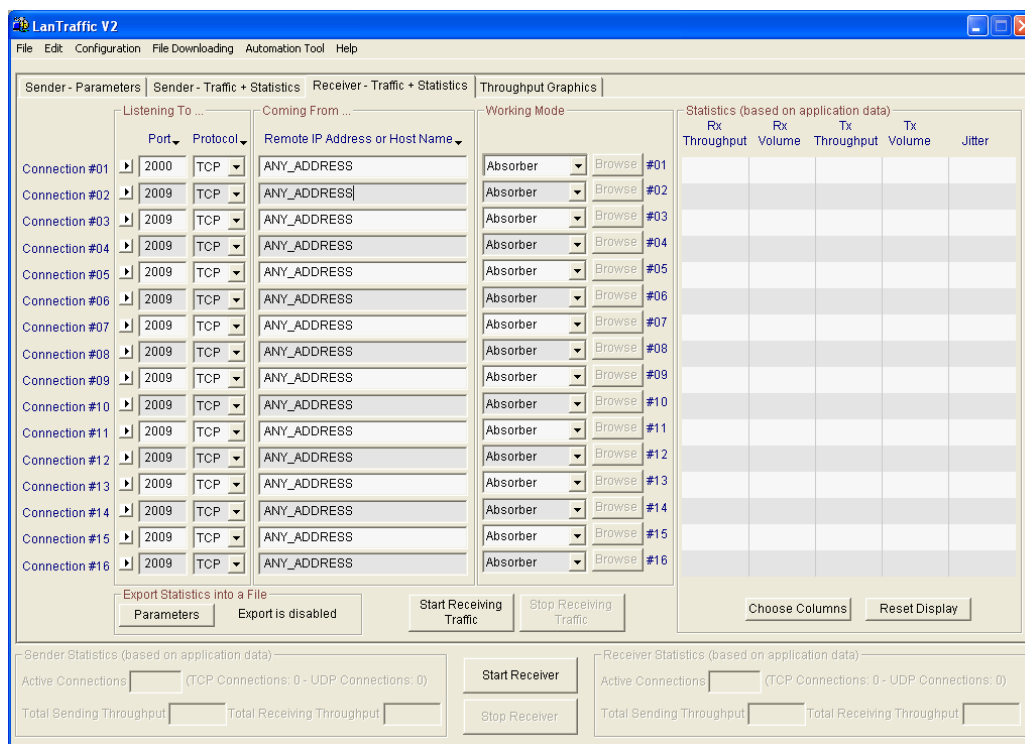 LanTraffic V2
File Edit Configuration File Downloading Automation Tool Help
Sender - Parameters Sender - Traffic + Statistics Receiver - Traffic + Statistics Throughput Graphics
Listening To ... Coming From ... Working Mode Statistics (based on application data)
Port Protocol Remote IP Address or Host Name Rx Throughput Rx Volume Tx Throughput Tx Volume Jitter
Connection #01 2000 TCP ANY_ADDRESS Absorber Browse #01
Connection #02 2009 TCP ANY_ADDRESS Absorber Browse #02
Connection #03 2009 TCP ANY_ADDRESS Absorber Browse #03
Connection #04 2009 TCP ANY_ADDRESS Absorber Browse #04
Connection #05 2009 TCP ANY_ADDRESS Absorber Browse #05
Connection #06 2009 TCP ANY_ADDRESS Absorber Browse #06
Connection #07 2009 TCP ANY_ADDRESS Absorber Browse #07
Connection #08 2009 TCP ANY_ADDRESS Absorber Browse #08
Connection #09 2009 TCP ANY_ADDRESS Absorber Browse #09
Connection #10 2009 TCP ANY_ADDRESS Absorber Browse #10
Connection #11 2009 TCP ANY_ADDRESS Absorber Browse #11
Connection #12 2009 TCP ANY_ADDRESS Absorber Browse #12
Connection #13 2009 TCP ANY_ADDRESS Absorber Browse #13
Connection #14 2009 TCP ANY_ADDRESS Absorber Browse #14
Connection #15 2009 TCP ANY_ADDRESS Absorber Browse #15
Connection #16 2009 TCP ANY_ADDRESS Absorber Browse #16
Export Statistics into a File
Parameters Export is disabled Start Receiving Traffic Stop Receiving Traffic Choose Columns Reset Display
Sender Statistics (based on application data)
Active Connections (TCP Connections: 0 - UDP Connections: 0)
Total Sending Throughput Total Receiving Throughput
Start Receiver
Stop Receiver
Receiver Statistics (based on application data)
Active Connections (TCP Connections: 0 - UDP Connections: 0)
Total Sending Throughput Total Receiving Throughput